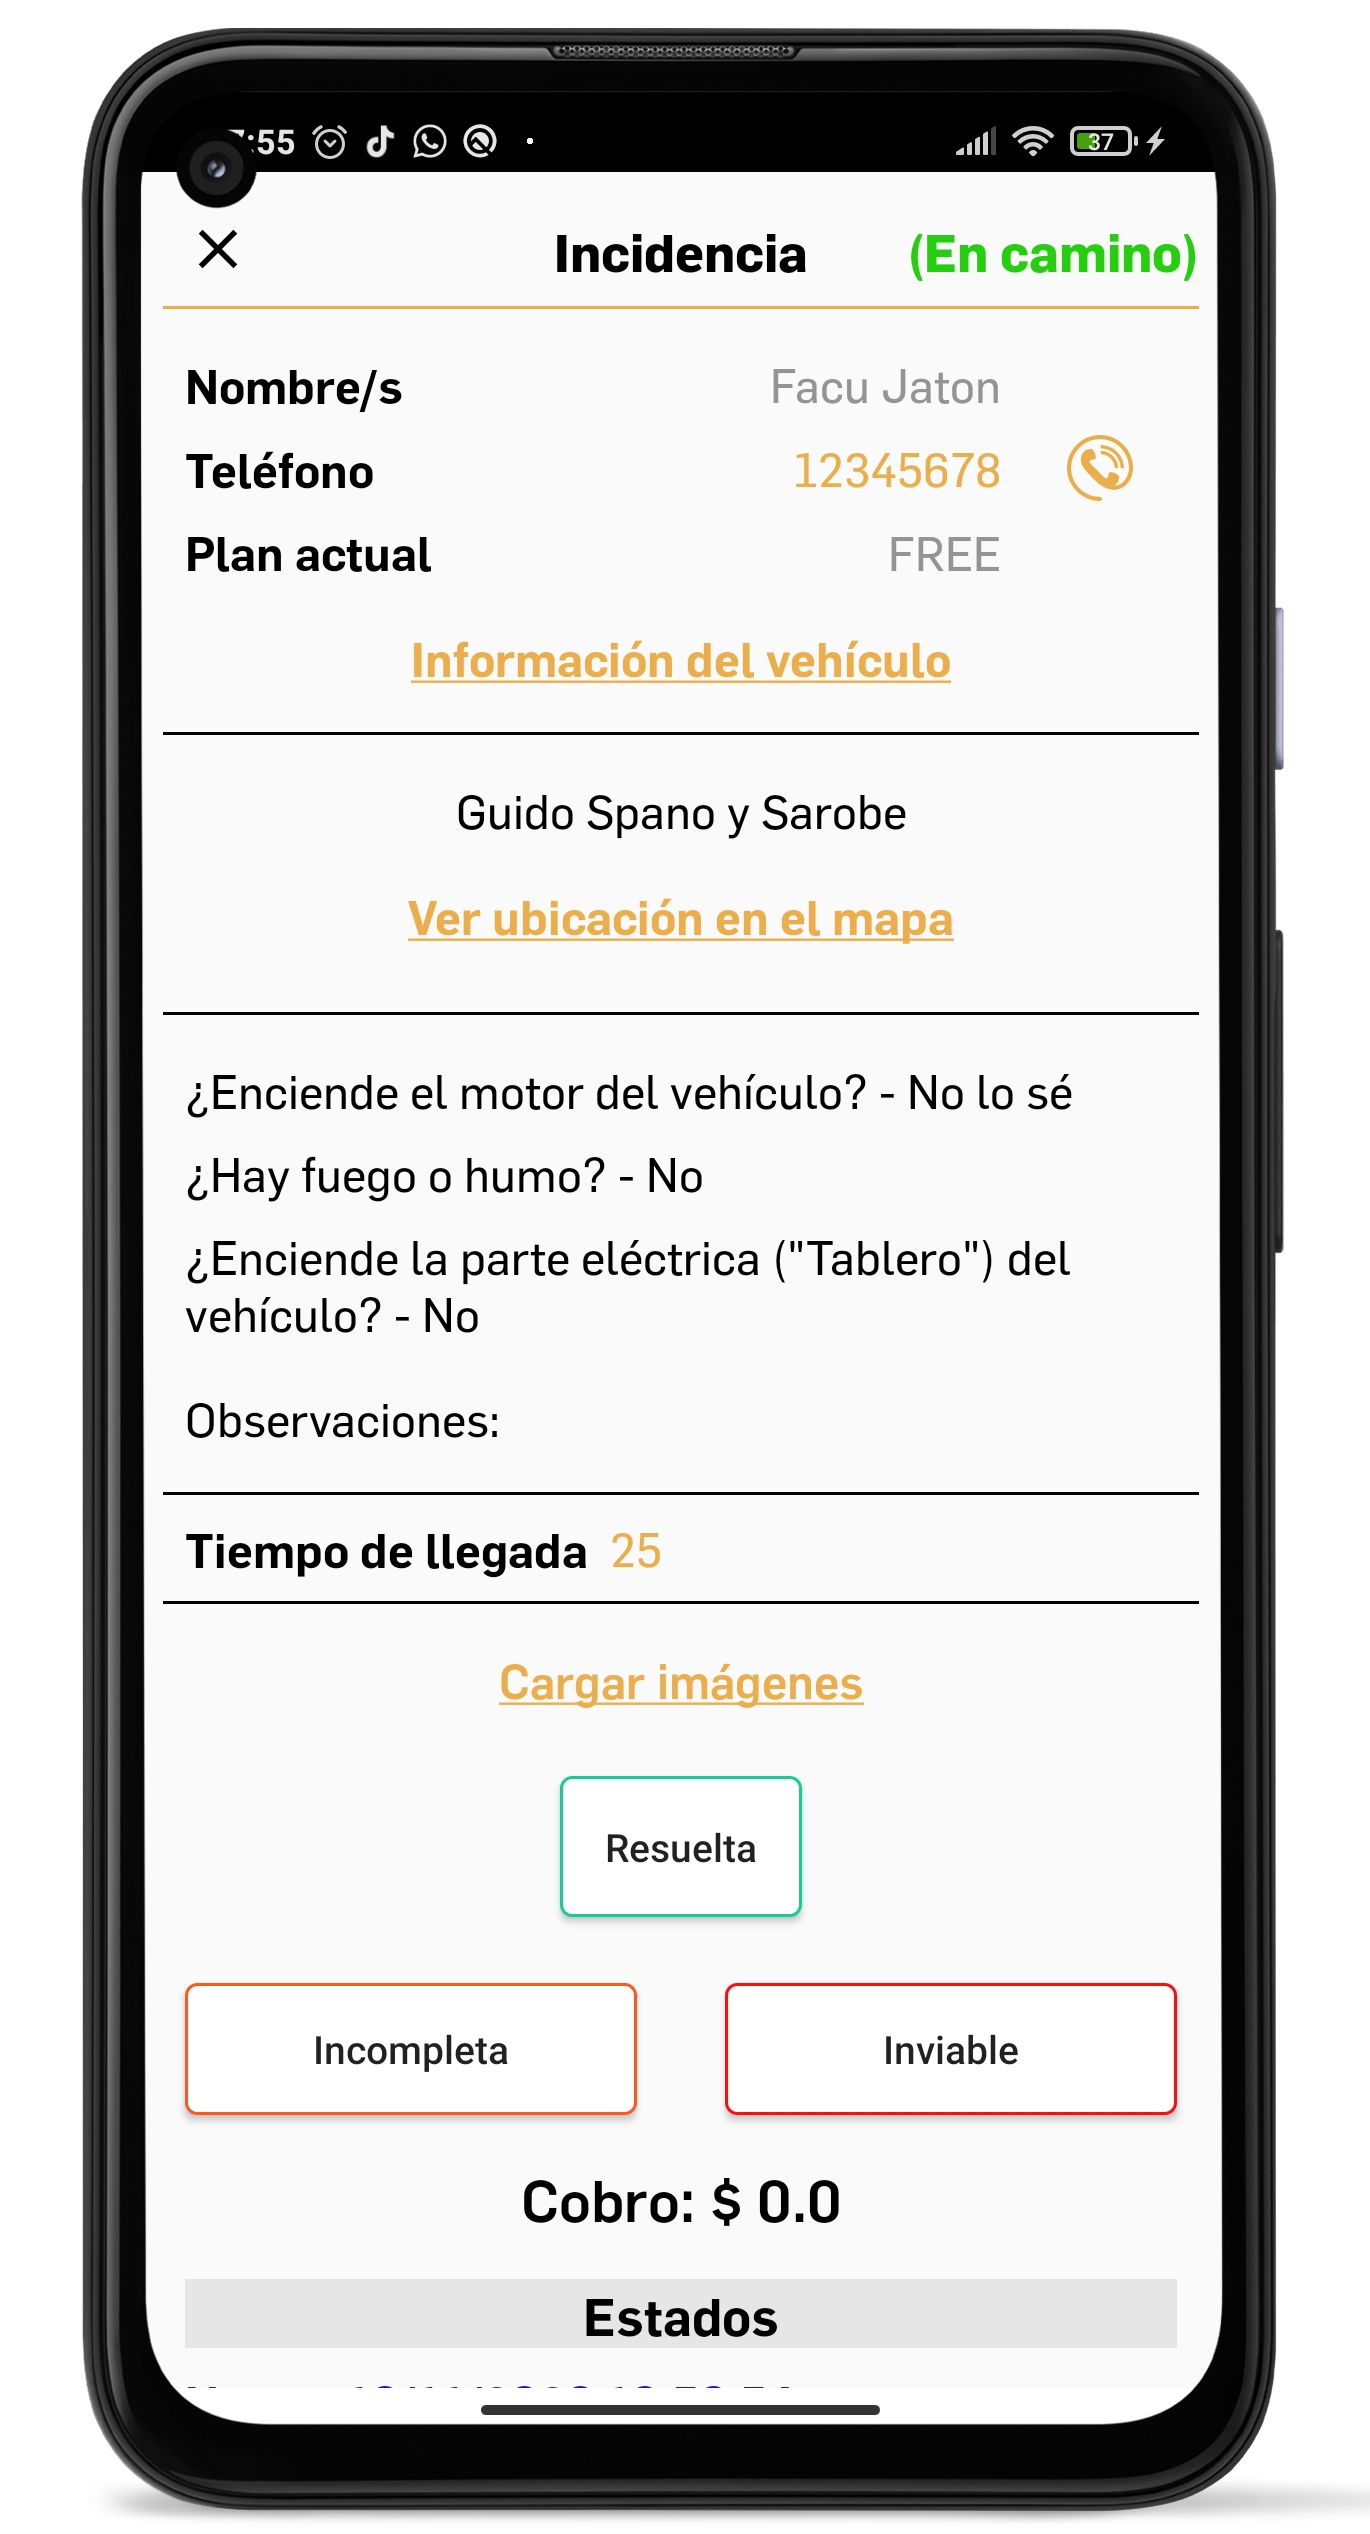 :55 37
Incidencia (En camino)
Nombre/s Facu Jaton
Teléfono 12345678
Plan actual FREE
Información del vehículo
Guido Spano y Sarobe
Ver ubicación en el mapa
¿Enciende el motor del vehículo? - No lo sé
¿Hay fuego o humo? - No
¿Enciende la parte eléctrica ("Tablero") del
vehículo? - No
Observaciones:
Tiempo de llegada 25
Cargar imágenes
Resuelta
Incompleta Inviable
Cobro: $ 0.0
Estados